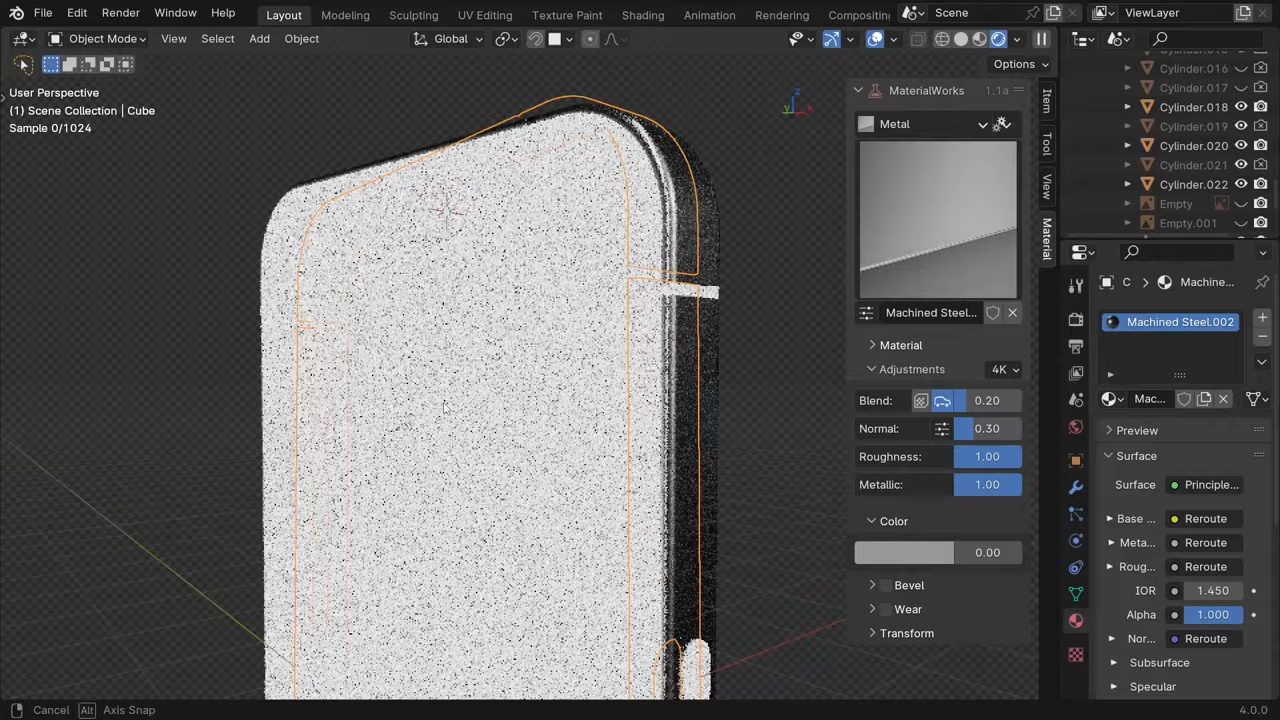 File Edit Render Window Help Layout Modeling Sculpting UV Editing Texture Paint Shading Animation Rendering Compositing Scene ViewLayer
Object Mode View Select Add Object Global
Options
User Perspective
(1) Scene Collection | Cube
Sample 0/1024
z
y x
MaterialWorks 1.1a
Metal
Machined Steel...
Material
Adjustments 4K
Blend: 0.20
Normal: 0.30
Roughness: 1.00
Metallic: 1.00
Color
0.00
Bevel
Wear
Transform
Item
Tool
View
Material
Cylinder.016
Cylinder.017
Cylinder.018
Cylinder.019
Cylinder.020
Cylinder.021
Cylinder.022
Empty
Empty.001
C Machine...
Machined Steel.002
Mac...
Preview
Surface
Surface Principle...
Base ... Reroute
Meta... Reroute
Roug... Reroute
IOR 1.450
Alpha 1.000
Nor... Reroute
Subsurface
Specular
Cancel Alt Axis Snap 4.0.0